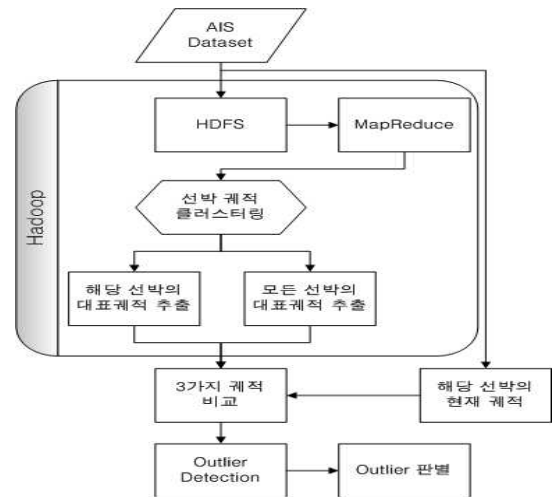 AIS
Dataset
Hadoop
HDFS
MapReduce
선박 궤적
클러스터링
해당 선박의
대표궤적 추출
모든 선박의
대표궤적 추출
3가지 궤적
비교
해당 선박의
현재 궤적
Outlier
Detection
Outlier 판별